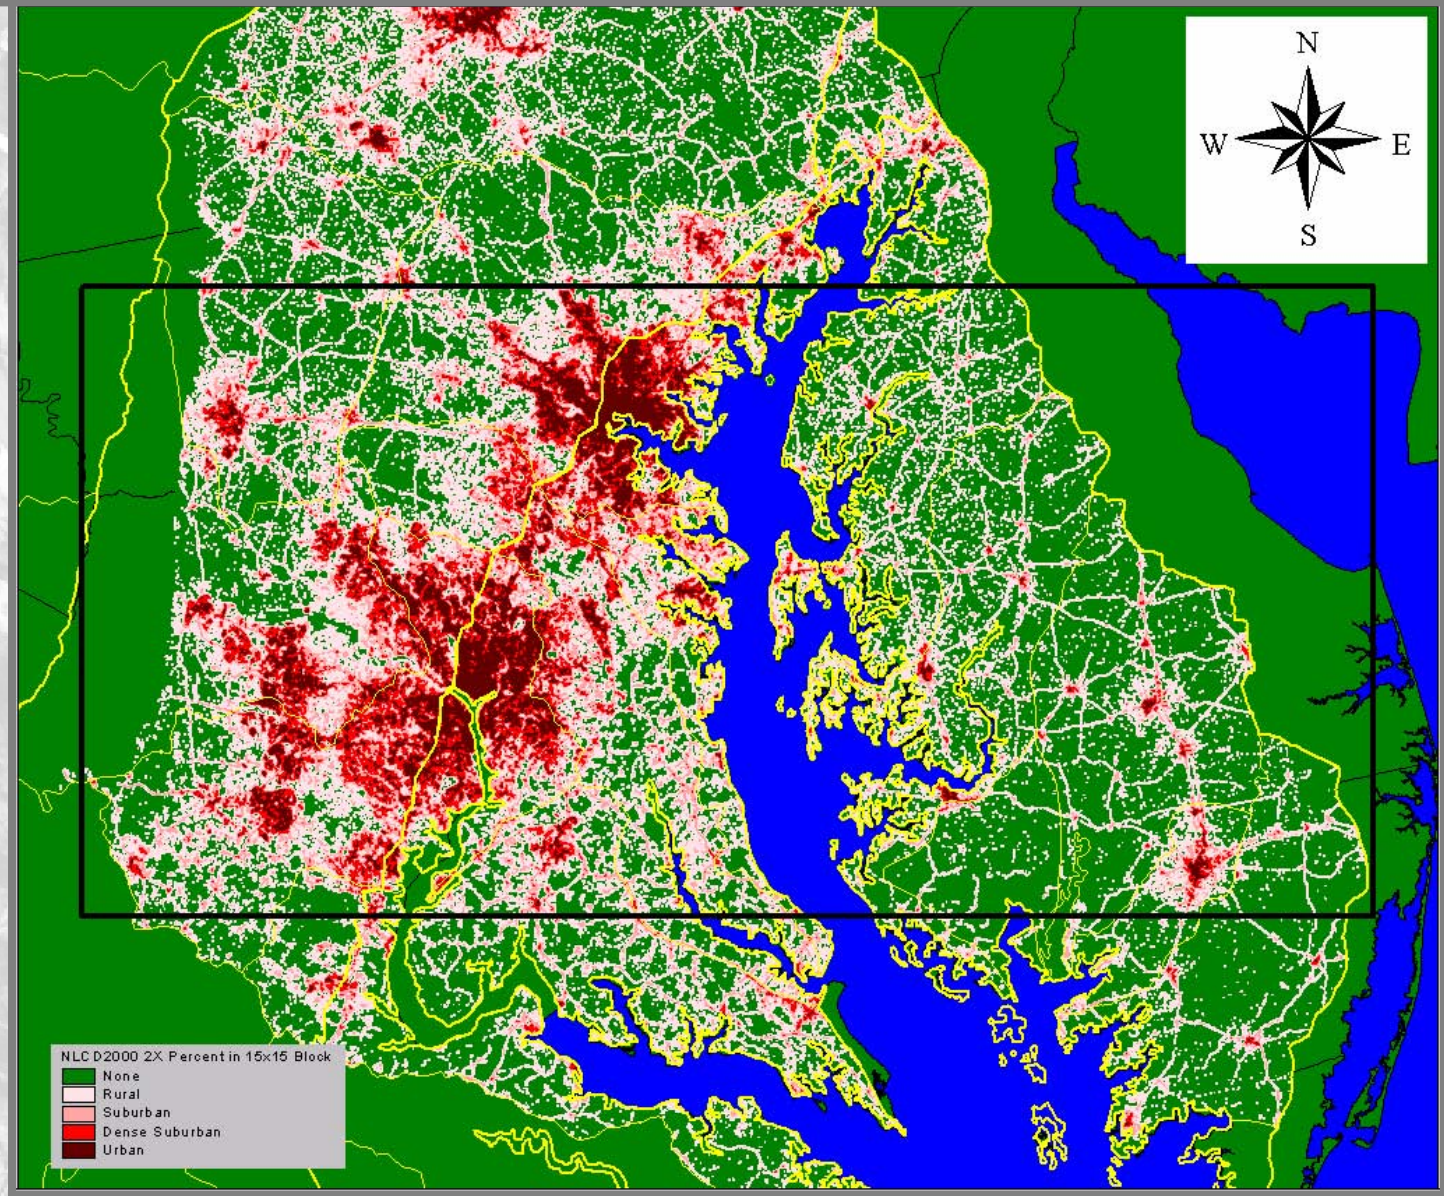 N
W E
S
NLCD2000 2X Percent in 15x15 Block
None
Rural
Suburban
Dense Suburban
Urban